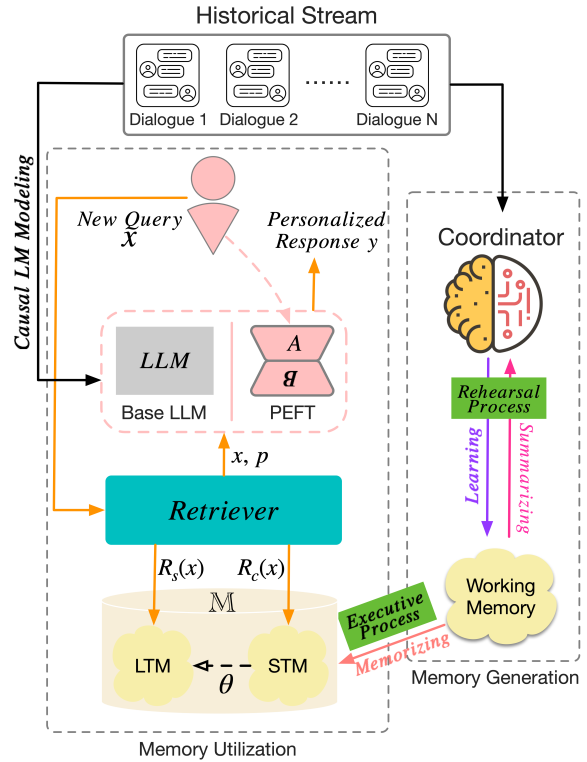 Historical Stream
Dialogue 1
Dialogue 2
......
Dialogue N
Causal LM Modeling
New Query
x
Personalized
Response y
LLM
Base LLM
A
B
PEFT
x, p
Retriever
Rs(x)
Rc(x)
𝕄
LTM
θ
STM
Memory Utilization
Coordinator
Rehearsal
Process
Learning
Summarizing
Working
Memory
Executive
Process
Memorizing
Memory Generation